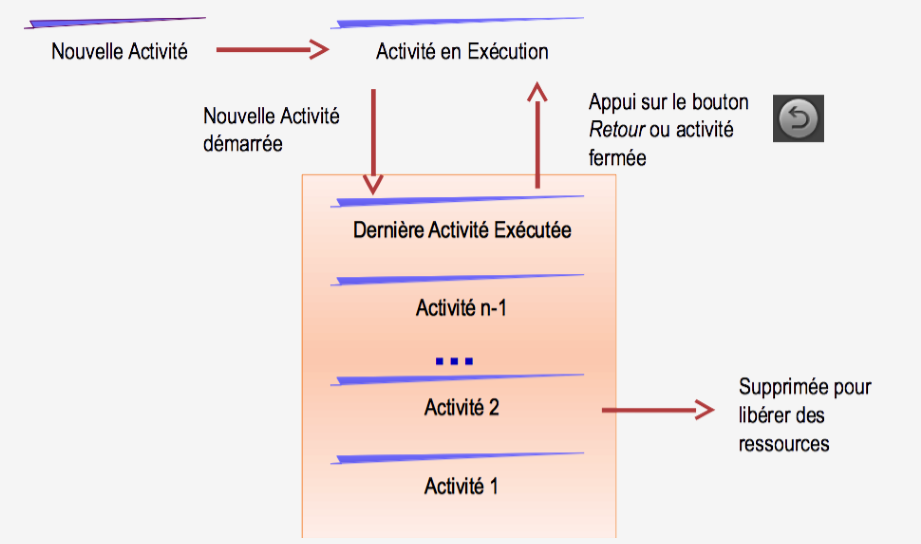 Nouvelle Activité
Activité en Exécution
Nouvelle Activité
démarrée
Appui sur le bouton
Retour ou activité
fermée
Dernière Activité Exécutée
Activité n-1
...
Activité 2
Supprimée pour
libérer des
ressources
Activité 1